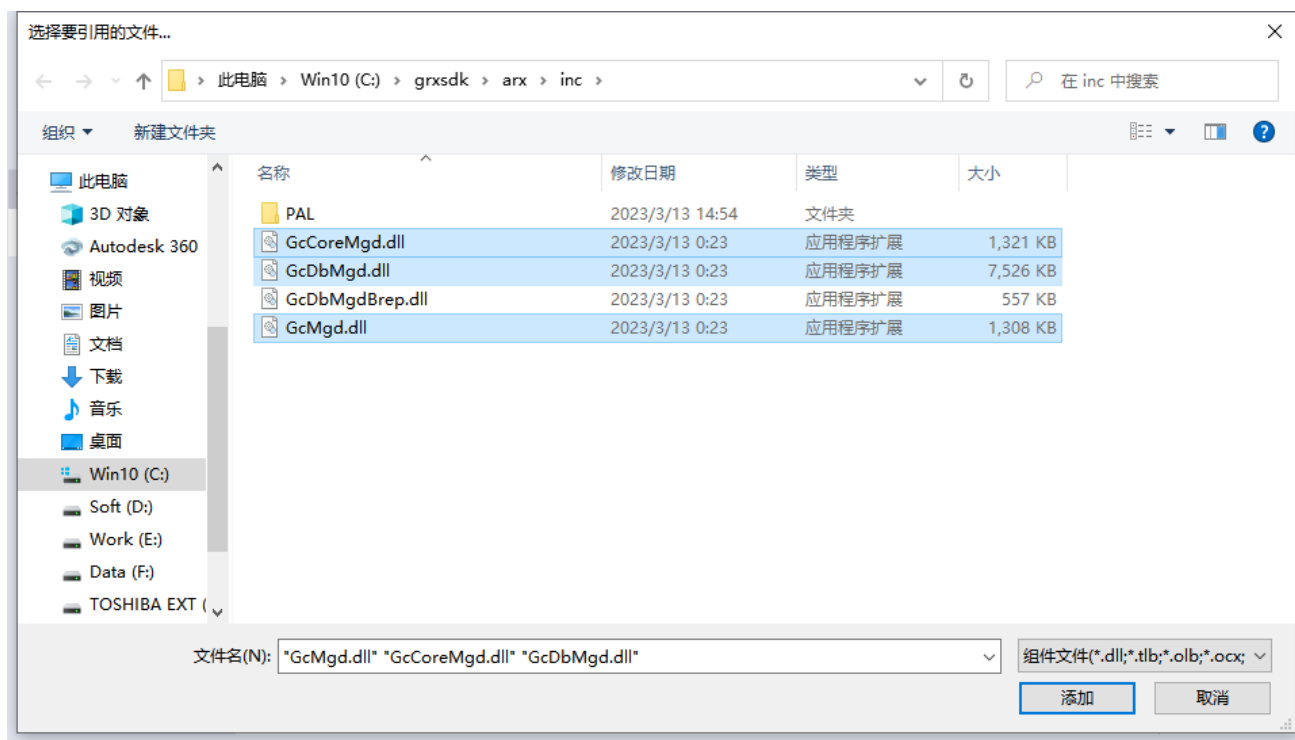 选择要引用的文件...
此电脑 › Win10 (C:) › grxsdk › arx › inc ›
在 inc 中搜索
组织 新建文件夹
名称 修改日期 类型 大小
此电脑
3D 对象
Autodesk 360
视频
图片
文档
下载
音乐
桌面
Win10 (C:)
Soft (D:)
Work (E:)
Data (F:)
TOSHIBA EXT (
PAL 2023/3/13 14:54 文件夹
GcCoreMgd.dll 2023/3/13 0:23 应用程序扩展 1,321 KB
GcDbMgd.dll 2023/3/13 0:23 应用程序扩展 7,526 KB
GcDbMgdBrep.dll 2023/3/13 0:23 应用程序扩展 557 KB
GcMgd.dll 2023/3/13 0:23 应用程序扩展 1,308 KB
文件名(N): "GcMgd.dll" "GcCoreMgd.dll" "GcDbMgd.dll"
组件文件(*.dll;*.tlb;*.olb;*.ocx;
添加 取消